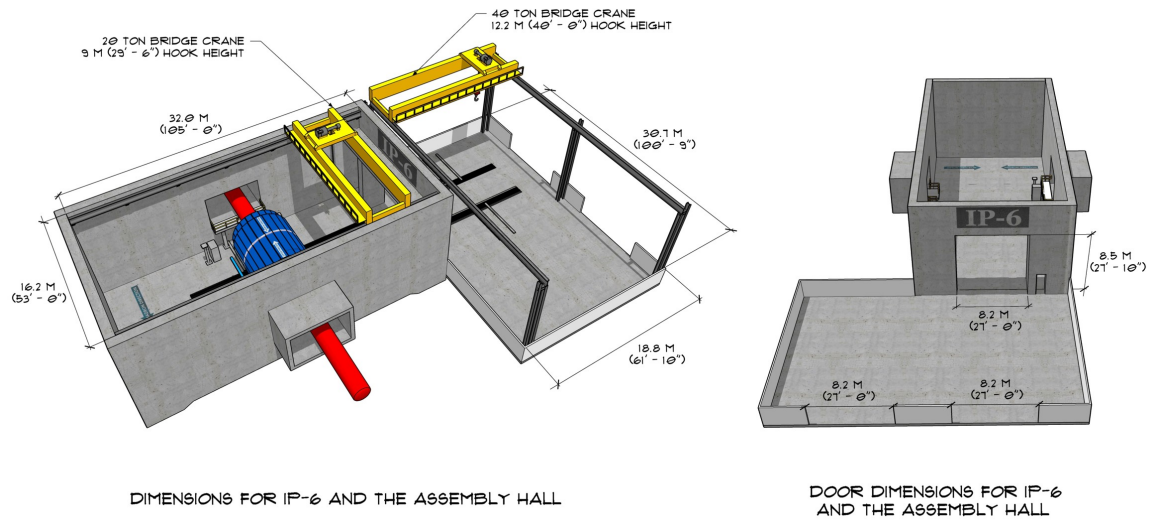 40 TON BRIDGE CRANE
12.2 M (40' - 0") HOOK HEIGHT
20 TON BRIDGE CRANE
9 M (29' - 6") HOOK HEIGHT
32.0 M
(105' - 0")
30.7 M
(100' - 9")
IP-6
16.2 M
(53' - 0")
18.8 M
(61' - 10")
DIMENSIONS FOR IP-6 AND THE ASSEMBLY HALL
IP-6
8.5 M
(27' - 10")
8.2 M
(27' - 0")
8.2 M
(27' - 0")
8.2 M
(27' - 0")
DOOR DIMENSIONS FOR IP-6
AND THE ASSEMBLY HALL